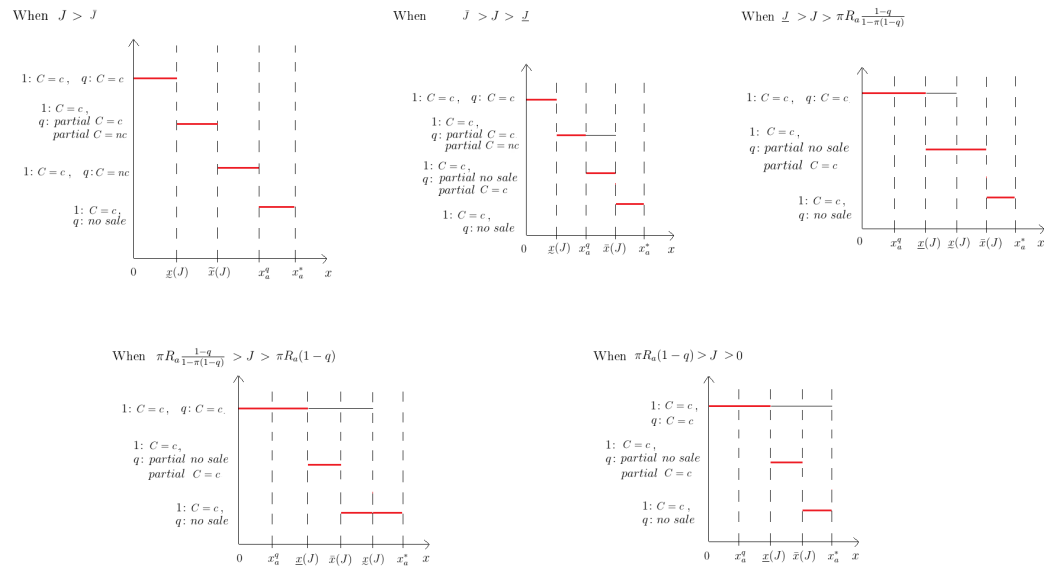 When J > J̄
1: C = c, q: C = c
1: C = c,
q: partial C = c
partial C = nc
1: C = c, q: C = nc
1: C = c,
q: no sale
0 x̰(J) x̃(J) x_a^q x_a^* x
When J̄ > J > J̲
1: C = c, q: C = c
1: C = c,
q: partial C = c
partial C = nc
1: C = c,
q: partial no sale
partial C = c
1: C = c,
q: no sale
0 x̰(J) x_a^q x̄(J) x_a^* x
When J̲ > J > πR_a (1−q)/(1−π(1−q))
1: C = c, q: C = c
1: C = c,
q: partial no sale
partial C = c
1: C = c,
q: no sale
0 x_a^q x̲(J) x̰(J) x̄(J) x_a^* x
When πR_a (1−q)/(1−π(1−q)) > J > πR_a(1 − q)
1: C = c, q: C = c.
1: C = c,
q: partial no sale
partial C = c
1: C = c,
q: no sale
0 x_a^q x̲(J) x̄(J) x̰(J) x_a^* x
When πR_a(1 − q) > J > 0
1: C = c,
q: C = c
1: C = c,
q: partial no sale
partial C = c
1: C = c,
q: no sale
0 x_a^q x̲(J) x̄(J) x_a^* x